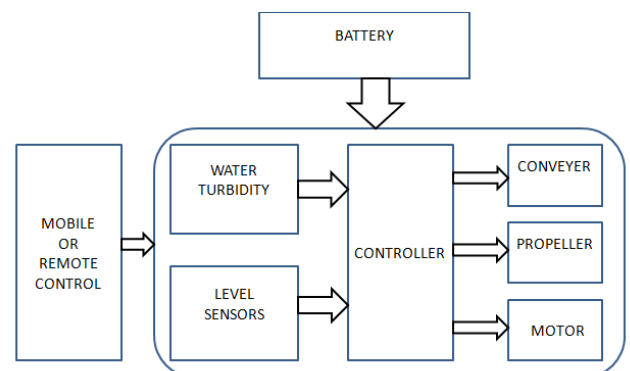 BATTERY
MOBILE
OR
REMOTE
CONTROL
WATER
TURBIDITY
LEVEL
SENSORS
CONTROLLER
CONVEYER
PROPELLER
MOTOR